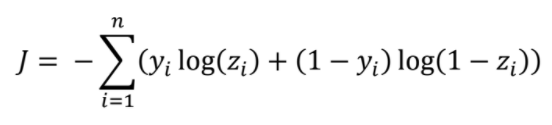 J = − ∑_{i=1}^{n} (y_i log(z_i) + (1 − y_i) log(1 − z_i))